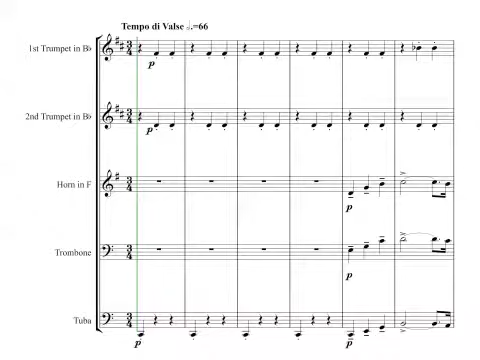 Tempo di Valse 𝅗𝅥.=66
1st Trumpet in B♭
p
2nd Trumpet in B♭
p
Horn in F
p
Trombone
p
Tuba
p
p